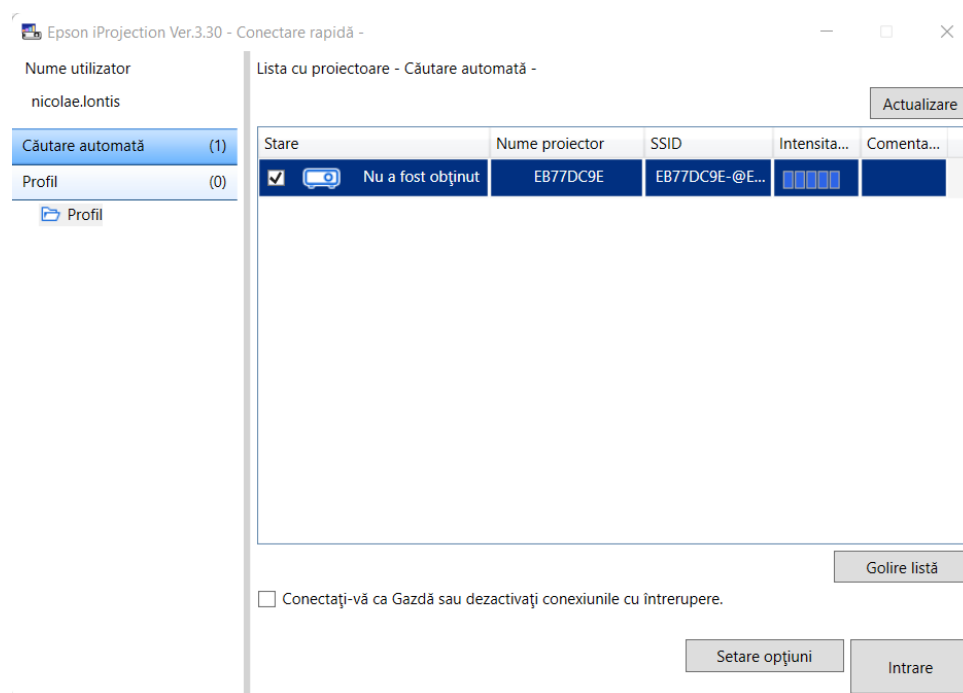 Epson iProjection Ver.3.30 - Conectare rapidă -
Nume utilizator
nicolae.lontis
Căutare automată (1)
Profil (0)
Profil
Lista cu proiectoare - Căutare automată -
Actualizare
Stare Nume proiector SSID Intensita... Comenta...
Nu a fost obţinut EB77DC9E EB77DC9E-@E...
Golire listă
Conectaţi-vă ca Gazdă sau dezactivaţi conexiunile cu întrerupere.
Setare opţiuni
Intrare